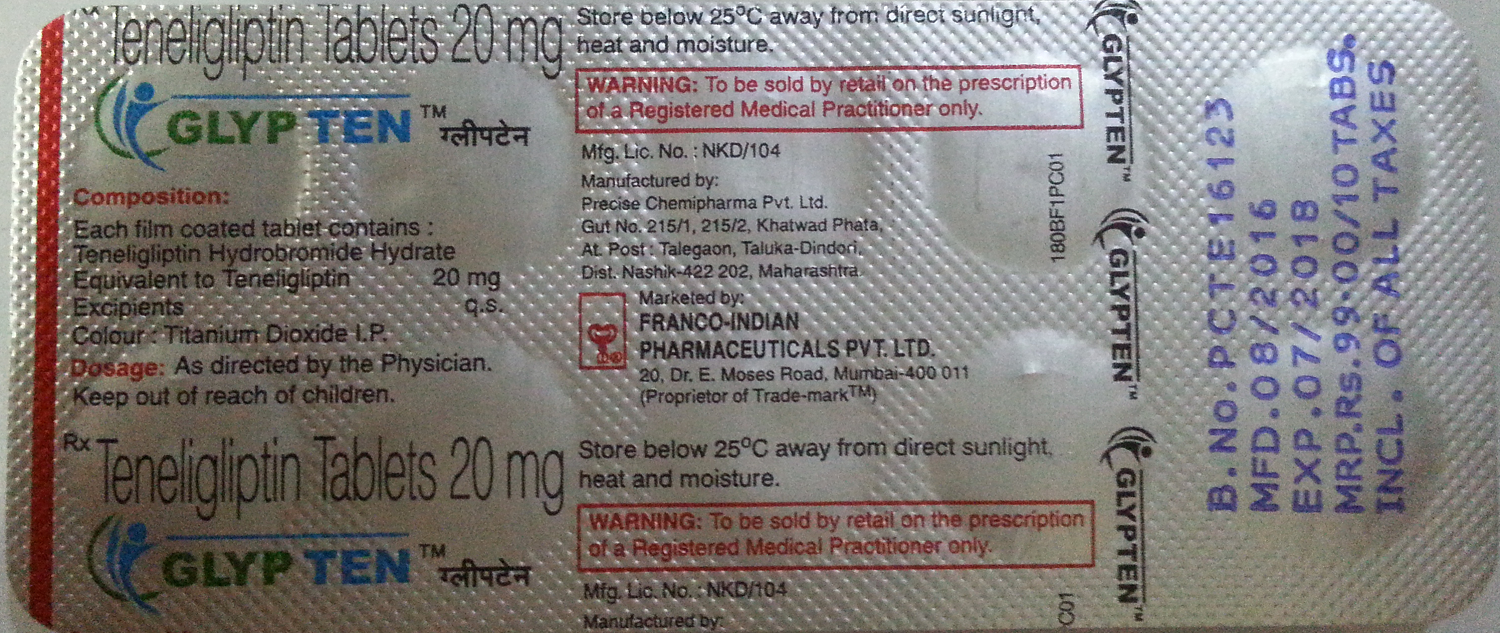 Teneligliptin Tablets 20 mg
GLYPTEN™
ग्लीपटेन
Composition:
Each film coated tablet contains :
Teneligliptin Hydrobromide Hydrate
Equivalent to Teneligliptin 20 mg
Excipients q.s.
Colour : Titanium Dioxide I.P.
Dosage: As directed by the Physician.
Keep out of reach of children.
Rx Teneligliptin Tablets 20 mg
GLYPTEN™
ग्लीपटेन
Store below 25°C away from direct sunlight,
heat and moisture.
WARNING: To be sold by retail on the prescription
of a Registered Medical Practitioner only.
Mfg. Lic. No. : NKD/104
Manufactured by:
Precise Chemipharma Pvt. Ltd.
Gut No. 215/1, 215/2, Khatwad Phata,
At. Post : Talegaon, Taluka-Dindori,
Dist. Nashik-422 202, Maharashtra.
Marketed by:
FRANCO-INDIAN
PHARMACEUTICALS PVT. LTD.
20, Dr. E. Moses Road, Mumbai-400 011
(Proprietor of Trade-mark™)
Store below 25°C away from direct sunlight,
heat and moisture.
WARNING: To be sold by retail on the prescription
of a Registered Medical Practitioner only.
Mfg. Lic. No. : NKD/104
Manufactured by:
180BF1PC01
C01
GLYPTEN™
GLYPTEN™
GLYPTEN™
B.No.PCTE16123
MFD.08/2016
EXP.07/2018
MRP.Rs.99.00/10 TABS.
INCL. OF ALL TAXES